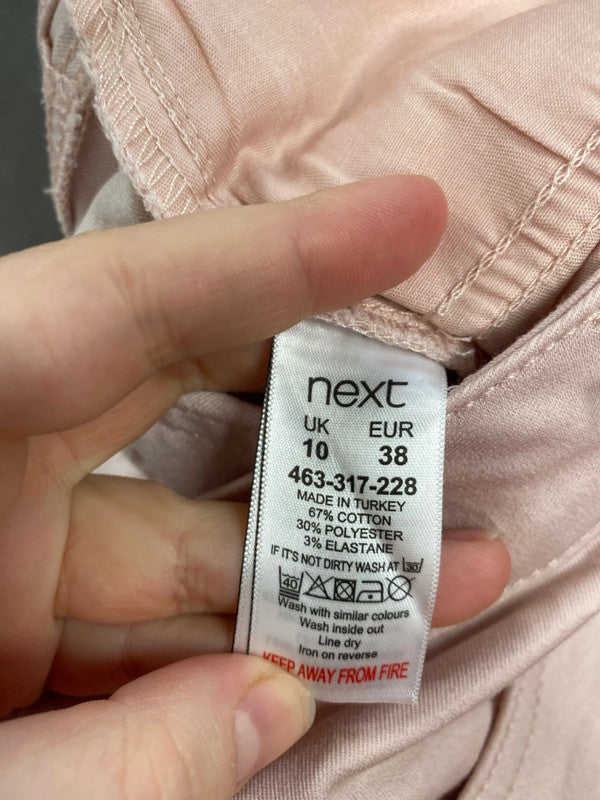 next
UK EUR
10 38
463-317-228
MADE IN TURKEY
67% COTTON
30% POLYESTER
3% ELASTANE
IF IT'S NOT DIRTY WASH AT 30
40
Wash with similar colours
Wash inside out
Line dry
Iron on reverse
KEEP AWAY FROM FIRE